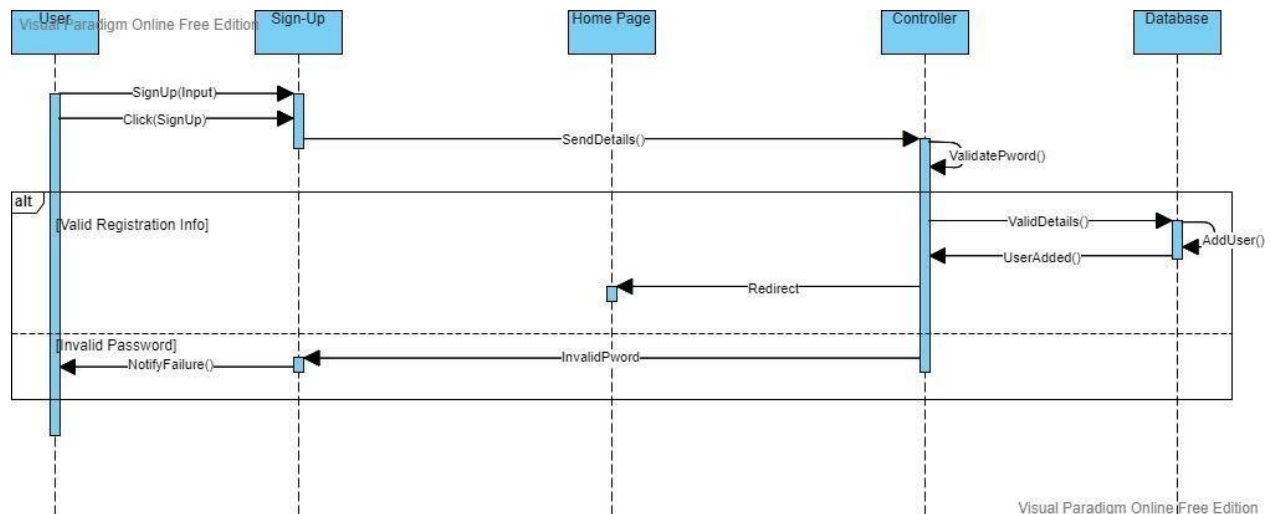 User
Visual Paradigm Online Free Edition
Sign-Up
Home Page
Controller
Database
SignUp(Input)
Click(SignUp)
SendDetails()
ValidatePword()
alt
[Valid Registration Info]
ValidDetails()
AddUser()
UserAdded()
Redirect
[Invalid Password]
InvalidPword
NotifyFailure()
Visual Paradigm Online Free Edition